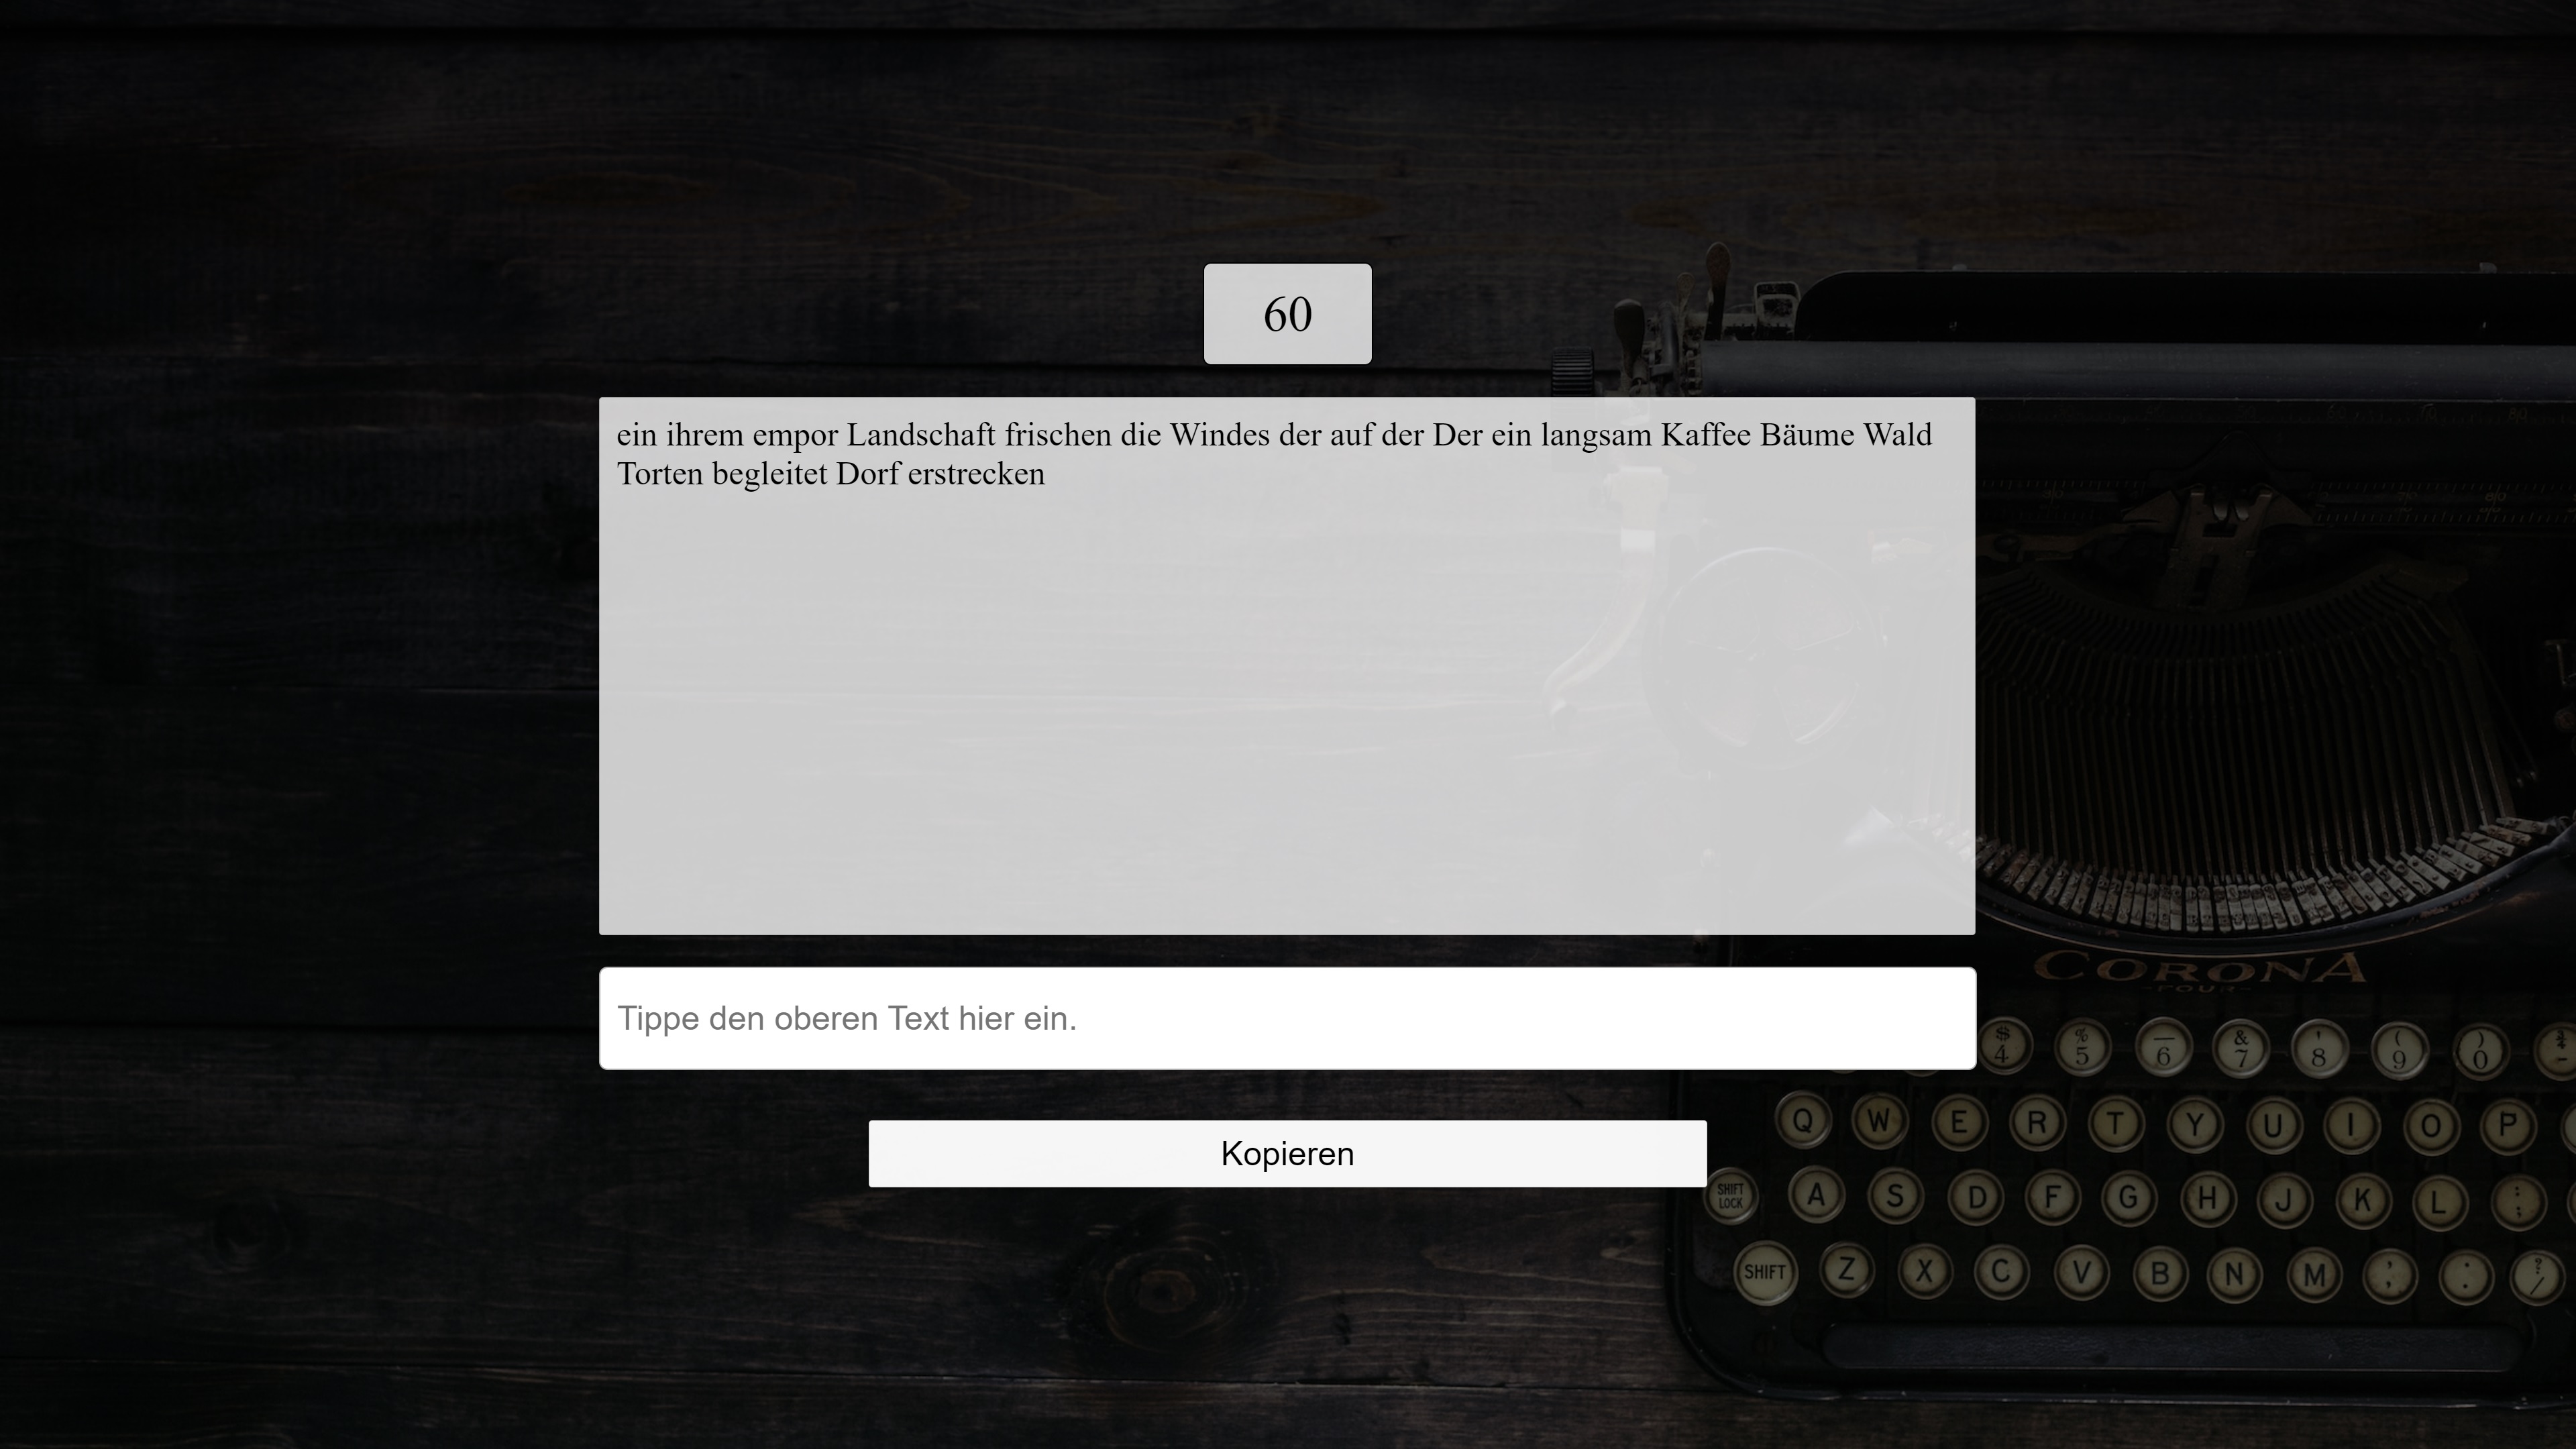 60
ein ihrem empor Landschaft frischen die Windes der auf der Der ein langsam Kaffee Bäume Wald
Torten begleitet Dorf erstrecken
Tippe den oberen Text hier ein.
Kopieren
CORONA
-FOUR-
$ 4 % 5 — 6 & 7 ' 8 ( 9 ) 0
Q W E R T Y U I O P
SHIFT LOCK A S D F G H J K L ; :
SHIFT Z X C V B N M , . ? /